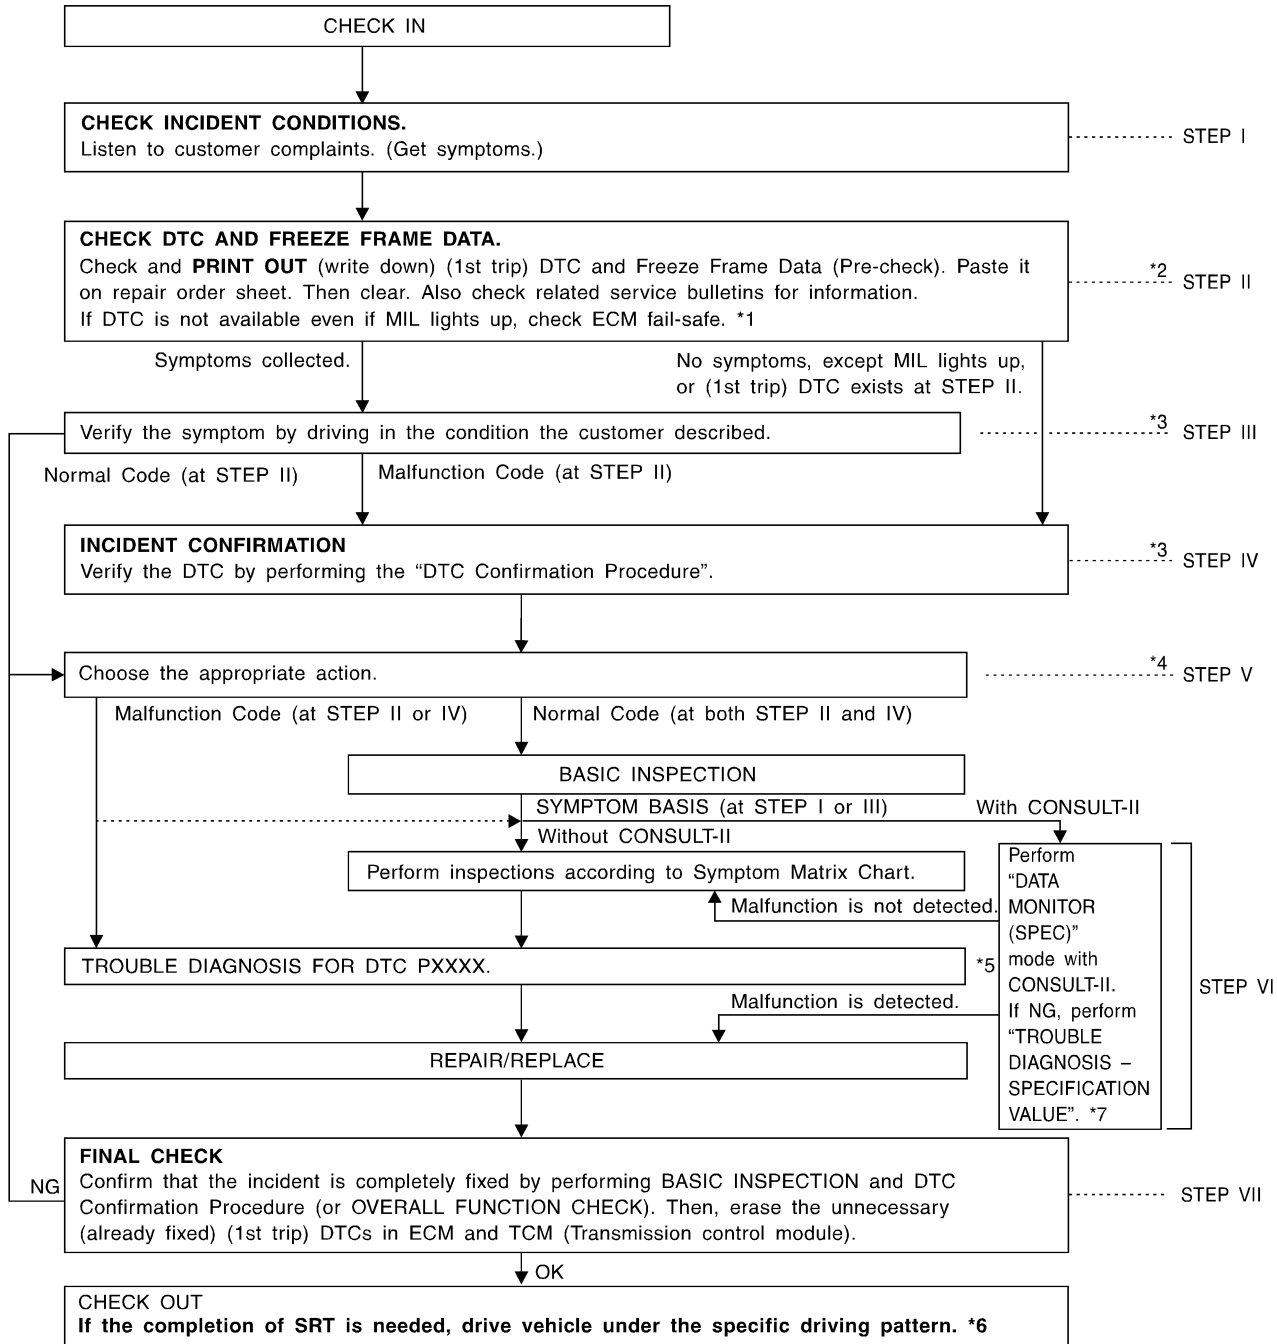 CHECK IN
CHECK INCIDENT CONDITIONS.
Listen to customer complaints. (Get symptoms.)
STEP I
CHECK DTC AND FREEZE FRAME DATA.
Check and PRINT OUT (write down) (1st trip) DTC and Freeze Frame Data (Pre-check). Paste it
on repair order sheet. Then clear. Also check related service bulletins for information.
If DTC is not available even if MIL lights up, check ECM fail-safe. *1
*2
STEP II
Symptoms collected.
No symptoms, except MIL lights up,
or (1st trip) DTC exists at STEP II.
Verify the symptom by driving in the condition the customer described.
*3
STEP III
Normal Code (at STEP II)
Malfunction Code (at STEP II)
INCIDENT CONFIRMATION
Verify the DTC by performing the “DTC Confirmation Procedure”.
*3
STEP IV
Choose the appropriate action.
*4
STEP V
Malfunction Code (at STEP II or IV)
Normal Code (at both STEP II and IV)
BASIC INSPECTION
SYMPTOM BASIS (at STEP I or III)
With CONSULT-II
Without CONSULT-II
Perform inspections according to Symptom Matrix Chart.
Malfunction is not detected.
Perform
“DATA
MONITOR
(SPEC)”
mode with
CONSULT-II.
If NG, perform
“TROUBLE
DIAGNOSIS –
SPECIFICATION
VALUE”. *7
STEP VI
TROUBLE DIAGNOSIS FOR DTC PXXXX.
*5
Malfunction is detected.
REPAIR/REPLACE
FINAL CHECK
Confirm that the incident is completely fixed by performing BASIC INSPECTION and DTC
Confirmation Procedure (or OVERALL FUNCTION CHECK). Then, erase the unnecessary
(already fixed) (1st trip) DTCs in ECM and TCM (Transmission control module).
NG
STEP VII
OK
CHECK OUT
If the completion of SRT is needed, drive vehicle under the specific driving pattern. *6